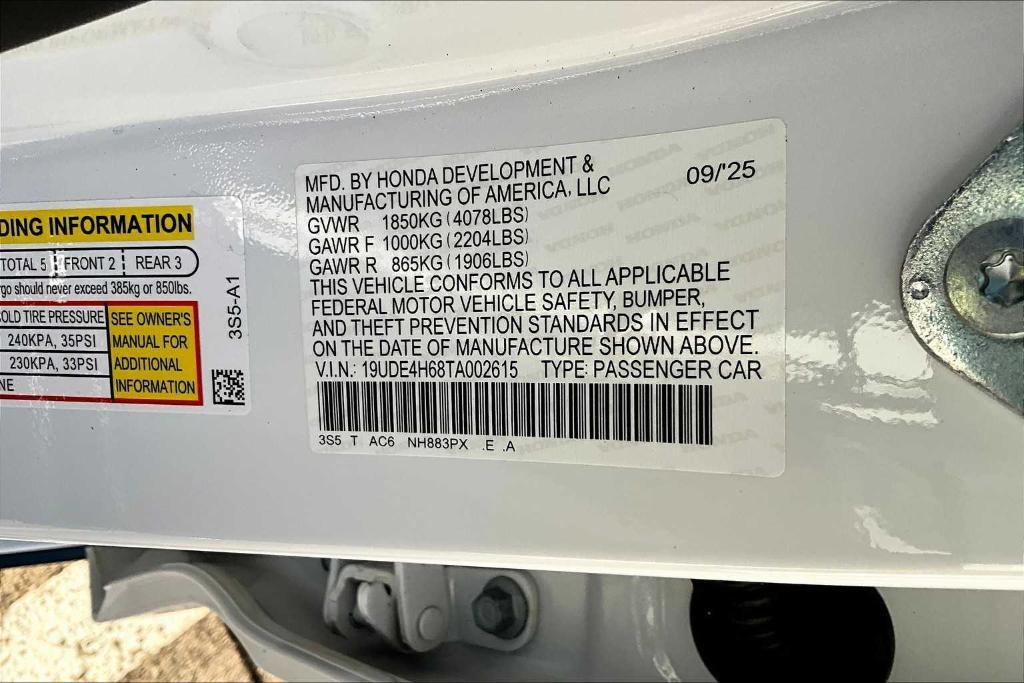 DING INFORMATION
TOTAL 5 FRONT 2 REAR 3
rgo should never exceed 385kg or 850lbs.
OLD TIRE PRESSURE
240KPA, 35PSI
230KPA, 33PSI
NE
SEE OWNER'S
MANUAL FOR
ADDITIONAL
INFORMATION
3S5-A1
MFD. BY HONDA DEVELOPMENT &
MANUFACTURING OF AMERICA, LLC
09/'25
GVWR 1850KG (4078LBS)
GAWR F 1000KG (2204LBS)
GAWR R 865KG (1906LBS)
THIS VEHICLE CONFORMS TO ALL APPLICABLE
FEDERAL MOTOR VEHICLE SAFETY, BUMPER,
AND THEFT PREVENTION STANDARDS IN EFFECT
ON THE DATE OF MANUFACTURE SHOWN ABOVE.
V.I.N.: 19UDE4H68TA002615 TYPE: PASSENGER CAR
3S5 T AC6 NH883PX .E .A